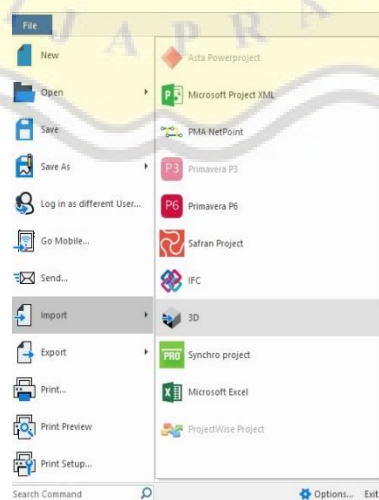 JAPRA
File
New
Open
Save
Save As
Log in as different User...
Go Mobile...
Send...
Import
Export
Print...
Print Preview
Print Setup...
Asta Powerproject
Microsoft Project XML
PMA NetPoint
P3 Primavera P3
P6 Primavera P6
Safran Project
IFC
3D
PRO Synchro project
Microsoft Excel
ProjectWise Project
Search Command
Options... Exit